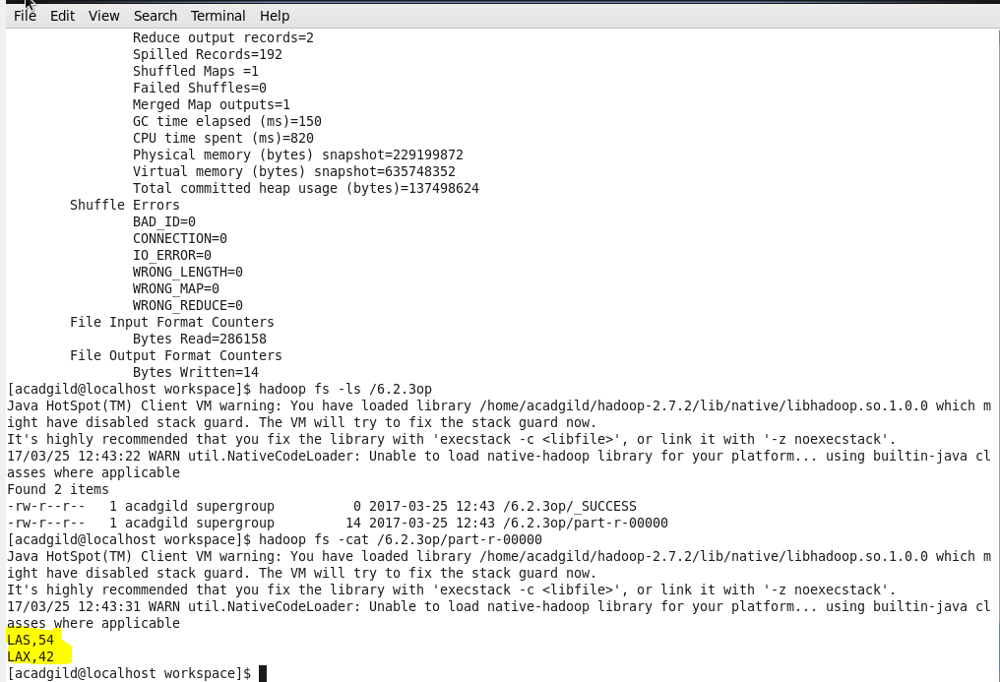 File Edit View Search Terminal Help
Reduce output records=2
Spilled Records=192
Shuffled Maps =1
Failed Shuffles=0
Merged Map outputs=1
GC time elapsed (ms)=150
CPU time spent (ms)=820
Physical memory (bytes) snapshot=229199872
Virtual memory (bytes) snapshot=635748352
Total committed heap usage (bytes)=137498624
Shuffle Errors
BAD_ID=0
CONNECTION=0
IO_ERROR=0
WRONG_LENGTH=0
WRONG_MAP=0
WRONG_REDUCE=0
File Input Format Counters
Bytes Read=286158
File Output Format Counters
Bytes Written=14
[acadgild@localhost workspace]$ hadoop fs -ls /6.2.3op
Java HotSpot(TM) Client VM warning: You have loaded library /home/acadgild/hadoop-2.7.2/lib/native/libhadoop.so.1.0.0 which m
ight have disabled stack guard. The VM will try to fix the stack guard now.
It's highly recommended that you fix the library with 'execstack -c <libfile>', or link it with '-z noexecstack'.
17/03/25 12:43:22 WARN util.NativeCodeLoader: Unable to load native-hadoop library for your platform... using builtin-java cl
asses where applicable
Found 2 items
-rw-r--r--   1 acadgild supergroup          0 2017-03-25 12:43 /6.2.3op/_SUCCESS
-rw-r--r--   1 acadgild supergroup         14 2017-03-25 12:43 /6.2.3op/part-r-00000
[acadgild@localhost workspace]$ hadoop fs -cat /6.2.3op/part-r-00000
Java HotSpot(TM) Client VM warning: You have loaded library /home/acadgild/hadoop-2.7.2/lib/native/libhadoop.so.1.0.0 which m
ight have disabled stack guard. The VM will try to fix the stack guard now.
It's highly recommended that you fix the library with 'execstack -c <libfile>', or link it with '-z noexecstack'.
17/03/25 12:43:31 WARN util.NativeCodeLoader: Unable to load native-hadoop library for your platform... using builtin-java cl
asses where applicable
LAS,54
LAX,42
[acadgild@localhost workspace]$